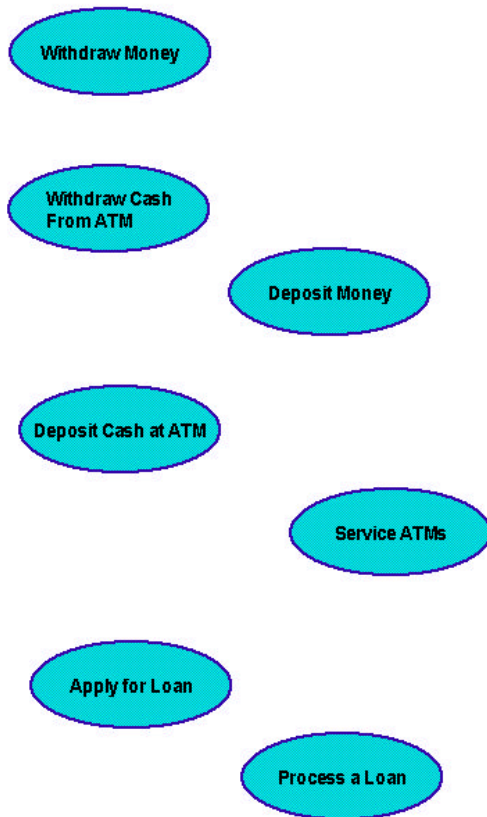 Withdraw Money
Withdraw Cash
From ATM
Deposit Money
Deposit Cash at ATM
Service ATMs
Apply for Loan
Process a Loan